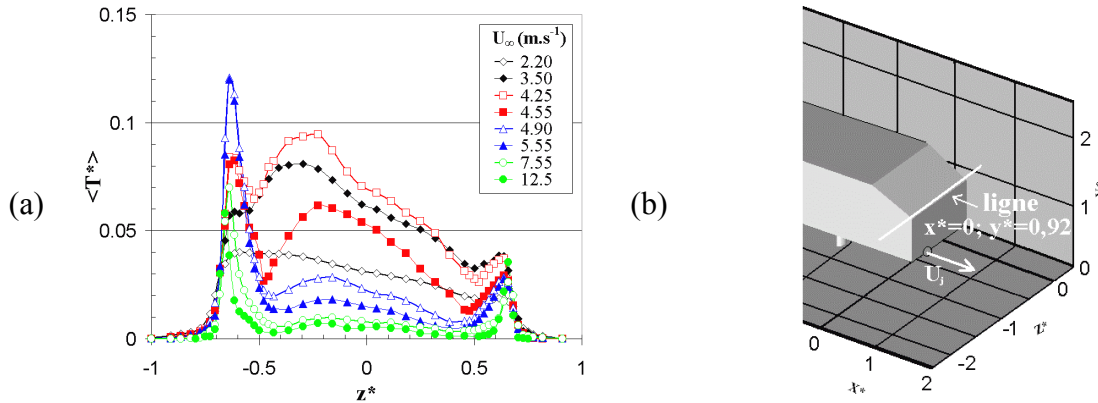 (a)
<T*>
0.15
0.1
0.05
0
-1
-0.5
0
0.5
1
z*
U∞ (m.s-1)
2.20
3.50
4.25
4.55
4.90
5.55
7.55
12.5
(b)
ligne
x*=0; y*=0,92
Uj
2
1
0
0
-1
-2
z*
0
1
2
x*